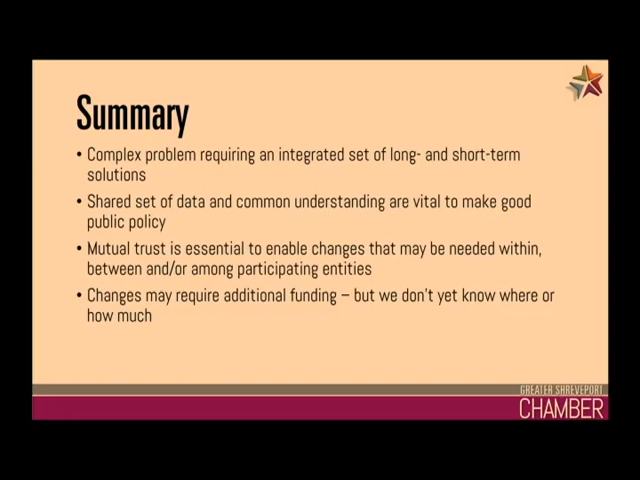 Summary
• Complex problem requiring an integrated set of long- and short-term
solutions
• Shared set of data and common understanding are vital to make good
public policy
• Mutual trust is essential to enable changes that may be needed within,
between and/or among participating entities
• Changes may require additional funding – but we don't yet know where or
how much
GREATER SHREVEPORT
CHAMBER